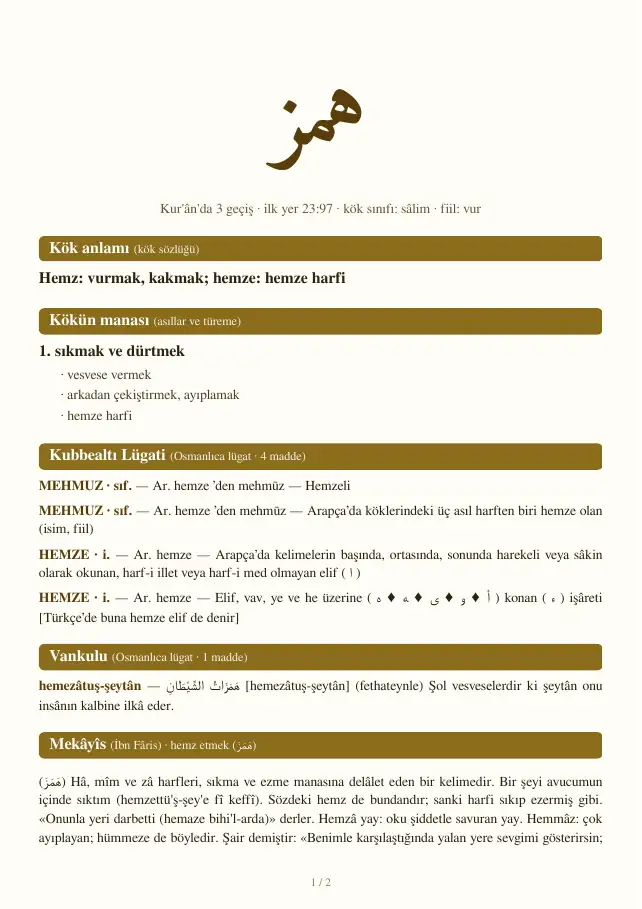 همز
Kur'ân'da 3 geçiş · ilk yer 23:97 · kök sınıfı: sâlim · fiil: vur
Kök anlamı (kök sözlüğü)
Hemz: vurmak, kakmak; hemze: hemze harfi
Kökün manası (asıllar ve türeme)
1. sıkmak ve dürtmek
· vesvese vermek
· arkadan çekiştirmek, ayıplamak
· hemze harfi
Kubbealtı Lügati (Osmanlıca lügat · 4 madde)
MEHMUZ · sıf. — Ar. hemze ’den mehmūz — Hemzeli
MEHMUZ · sıf. — Ar. hemze ’den mehmūz — Arapça’da köklerindeki üç asıl harften biri hemze olan
(isim, fiil)
HEMZE · i. — Ar. hemze — Arapça’da kelimelerin başında, ortasında, sonunda harekeli veya sâkin
olarak okunan, harf-i illet veya harf-i med olmayan elif ( ا )
HEMZE · i. — Ar. hemze — Elif, vav, ye ve he üzerine ( أ ♦ و ♦ ى ♦ ه ♦ ه ) konan ( ء ) işâreti
[Türkçe’de buna hemze elif de denir]
Vankulu (Osmanlıca lügat · 1 madde)
hemezâtuş-şeytân — هَمَزَاتُ الشَّيْطَانِ [hemezâtuş-şeytân] (fethateynle) Şol vesveselerdir ki şeytân onu
insânın kalbine ilkâ eder.
Mekâyîs (İbn Fâris) · hemz etmek (هَمَزَ)
(هَمَزَ) Hâ, mîm ve zâ harfleri, sıkma ve ezme manasına delâlet eden bir kelimedir. Bir şeyi avucumun
içinde sıktım (hemzettü'ş-şey'e fî keffî). Sözdeki hemz de bundandır; sanki harfi sıkıp ezermiş gibi.
«Onunla yeri darbetti (hemaze bihi'l-arda)» derler. Hemzâ yay: oku şiddetle savuran yay. Hemmâz: çok
ayıplayan; hümmeze de böyledir. Şair demiştir: «Benimle karşılaştığında yalan yere sevgimi gösterirsin;
1 / 2